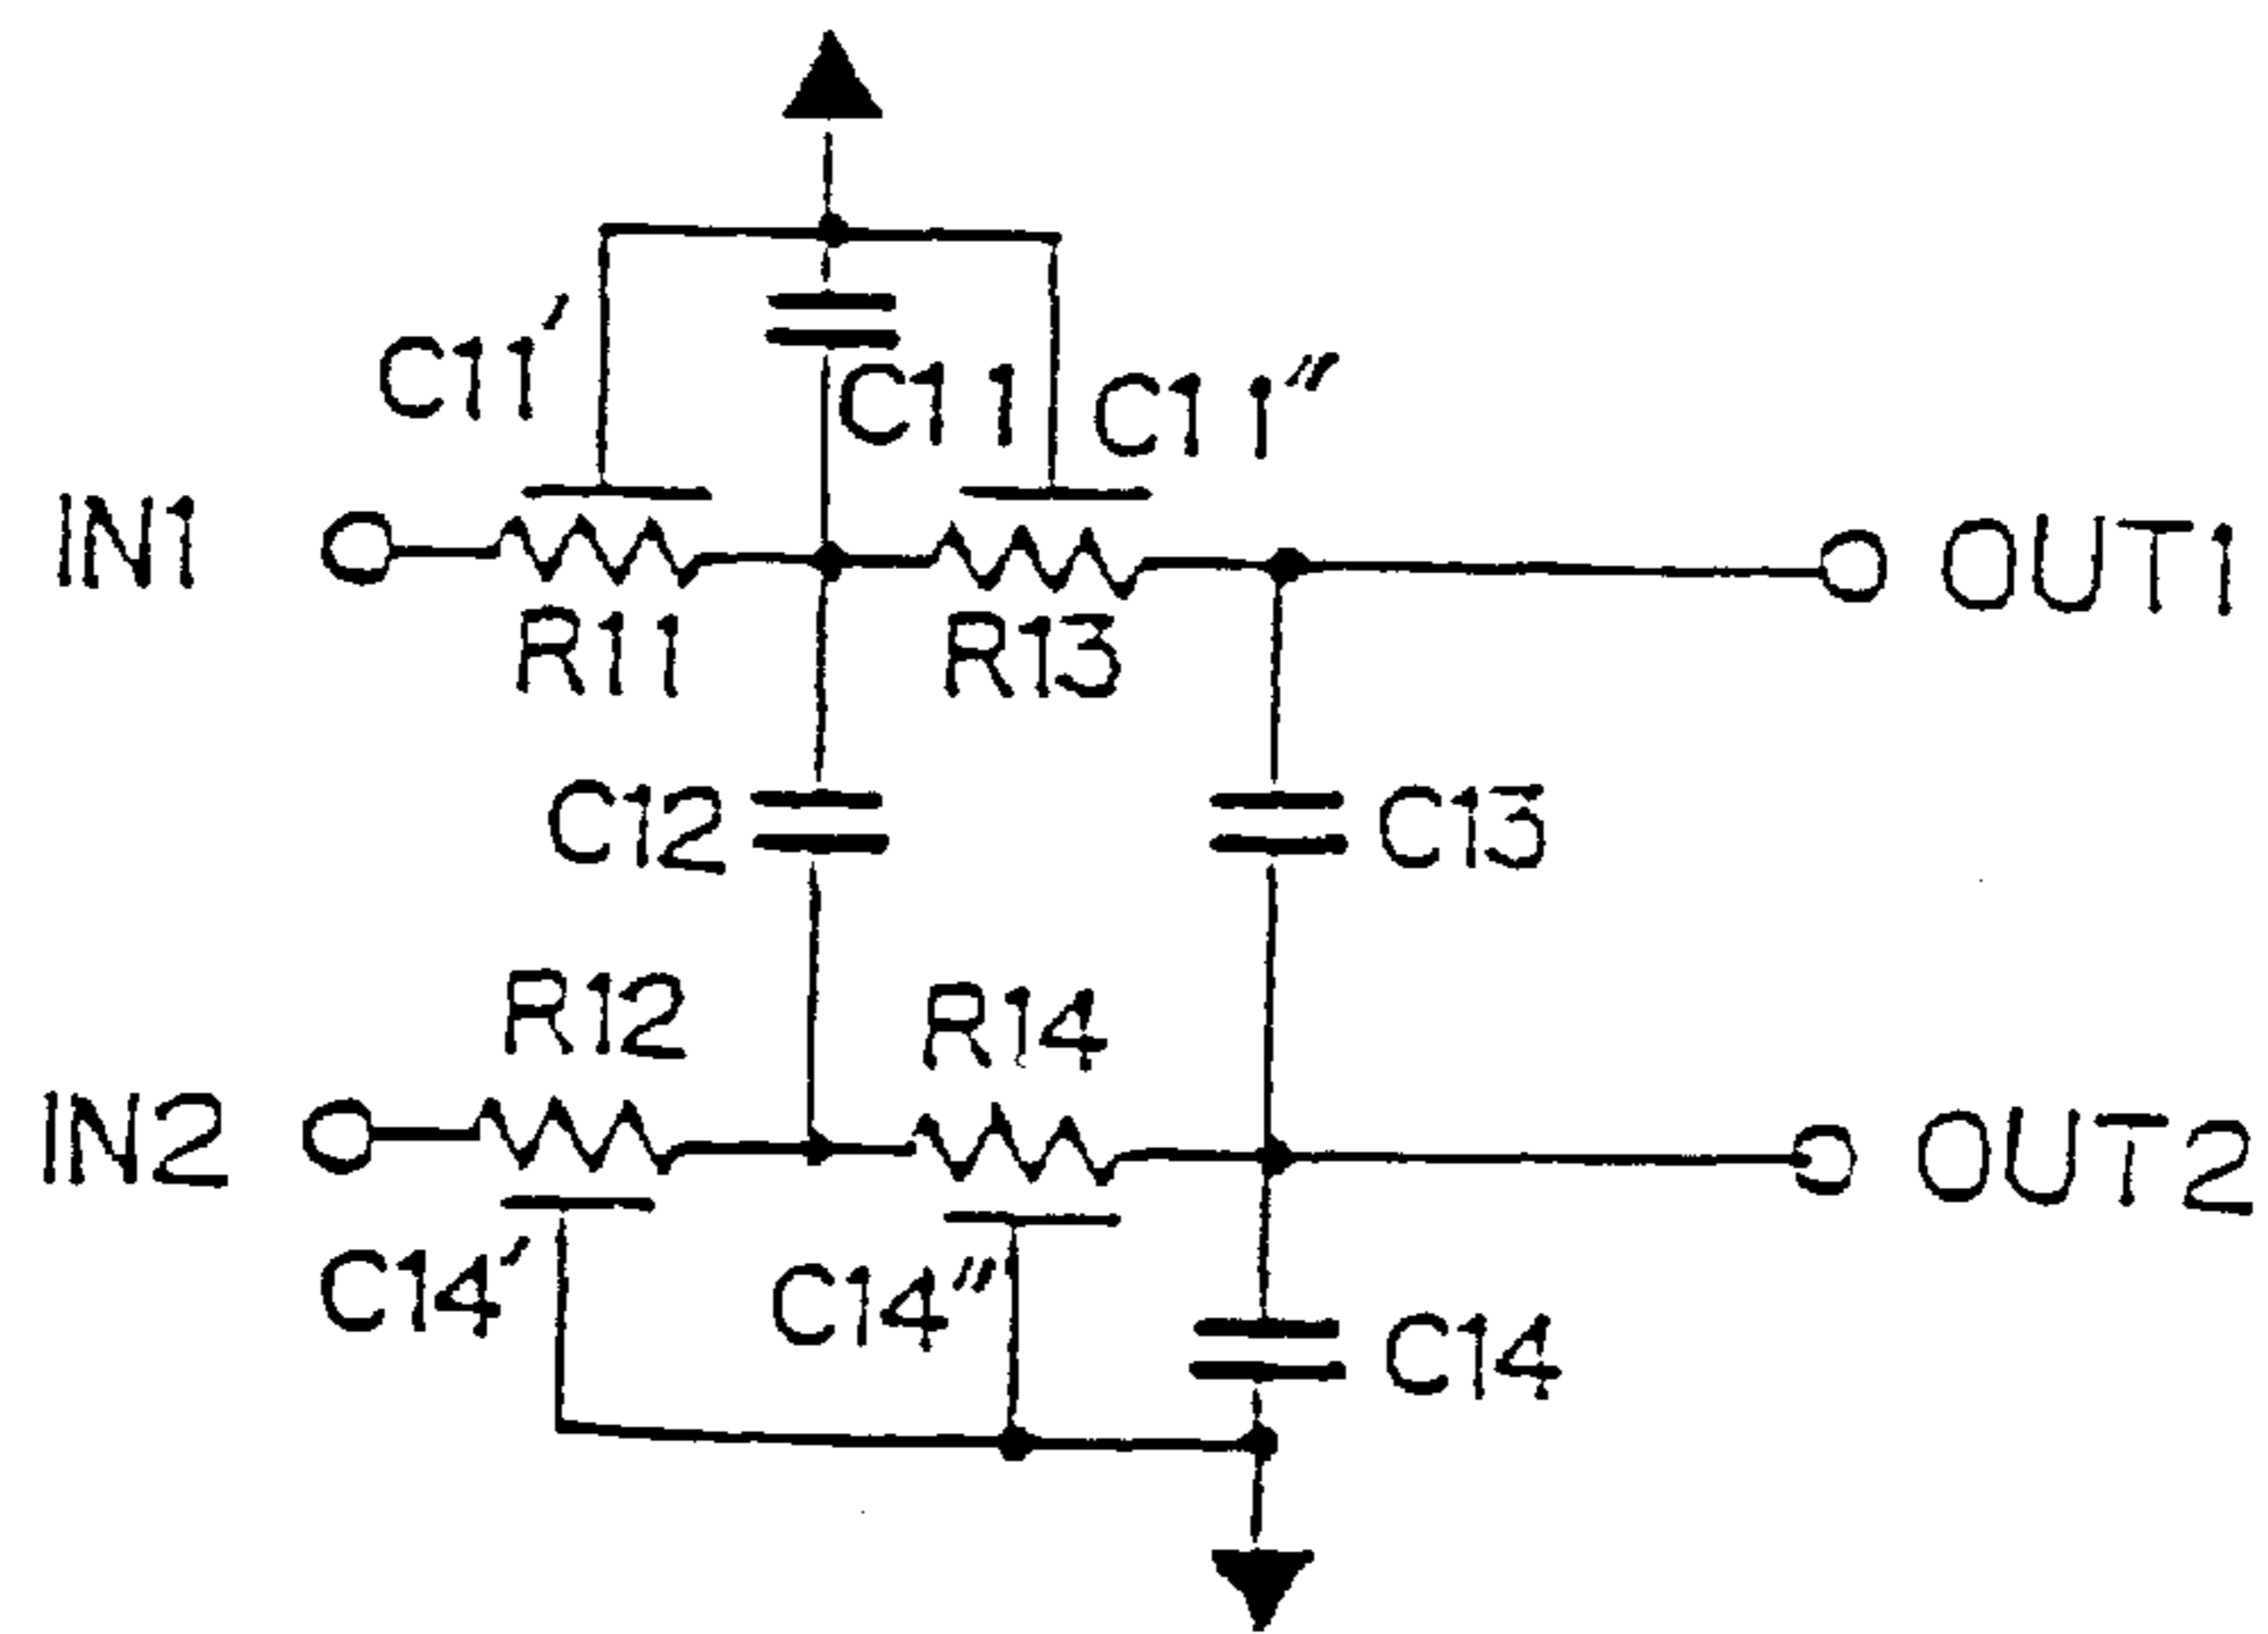 C11′
C11
C11″
IN1
OUT1
R11
R13
C12
C13
R12
R14
IN2
OUT2
C14′
C14″
C14